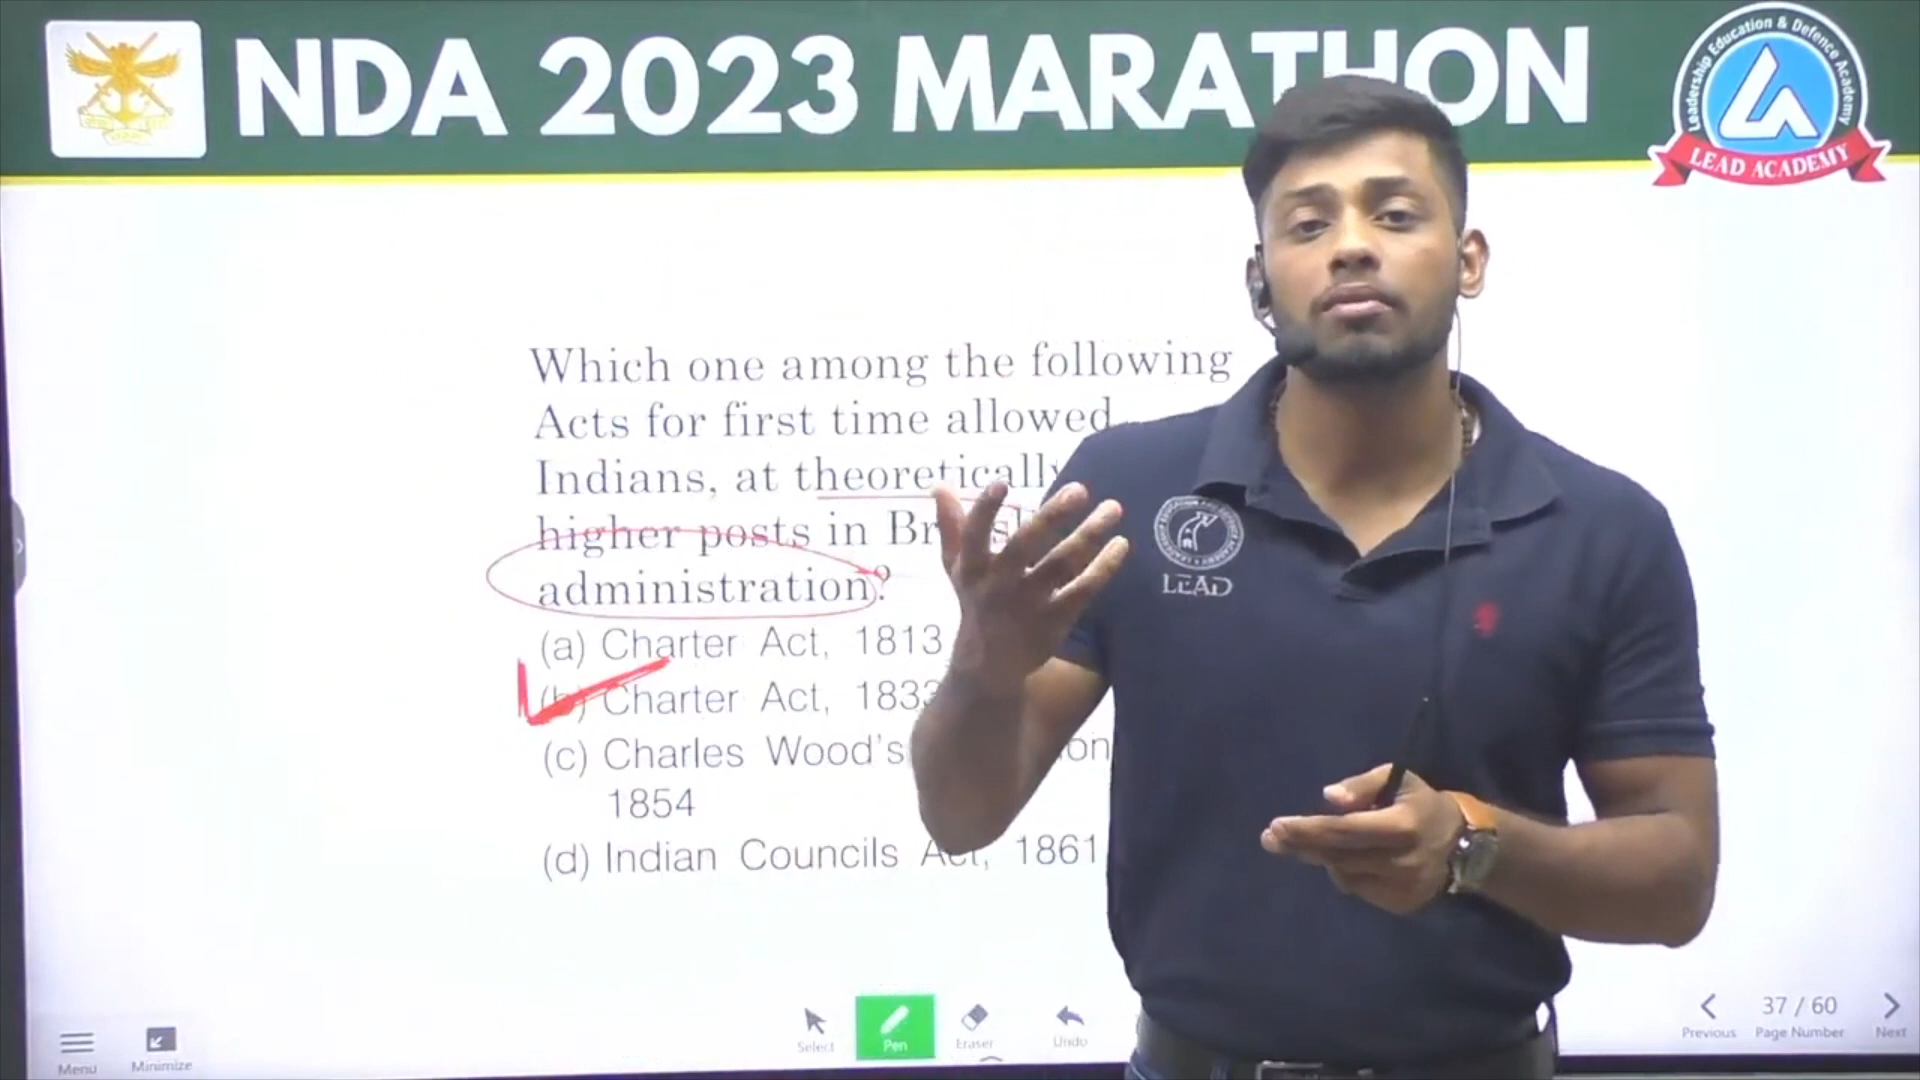 NDA 2023 MARATHON
Leadership Education & Defence Academy
LEAD ACADEMY
Which one among the following
Acts for first time allowed
Indians, at theoretically
higher posts in
administration?
(a) Charter Act, 1813
(b) Charter Act, 1833
(c) Charles Wood's
1854
(d) Indian Councils Act, 1861
LEAD
Menu
Minimize
Select
Pen
Eraser
Undo
37 / 60
Previous
Page Number
Next